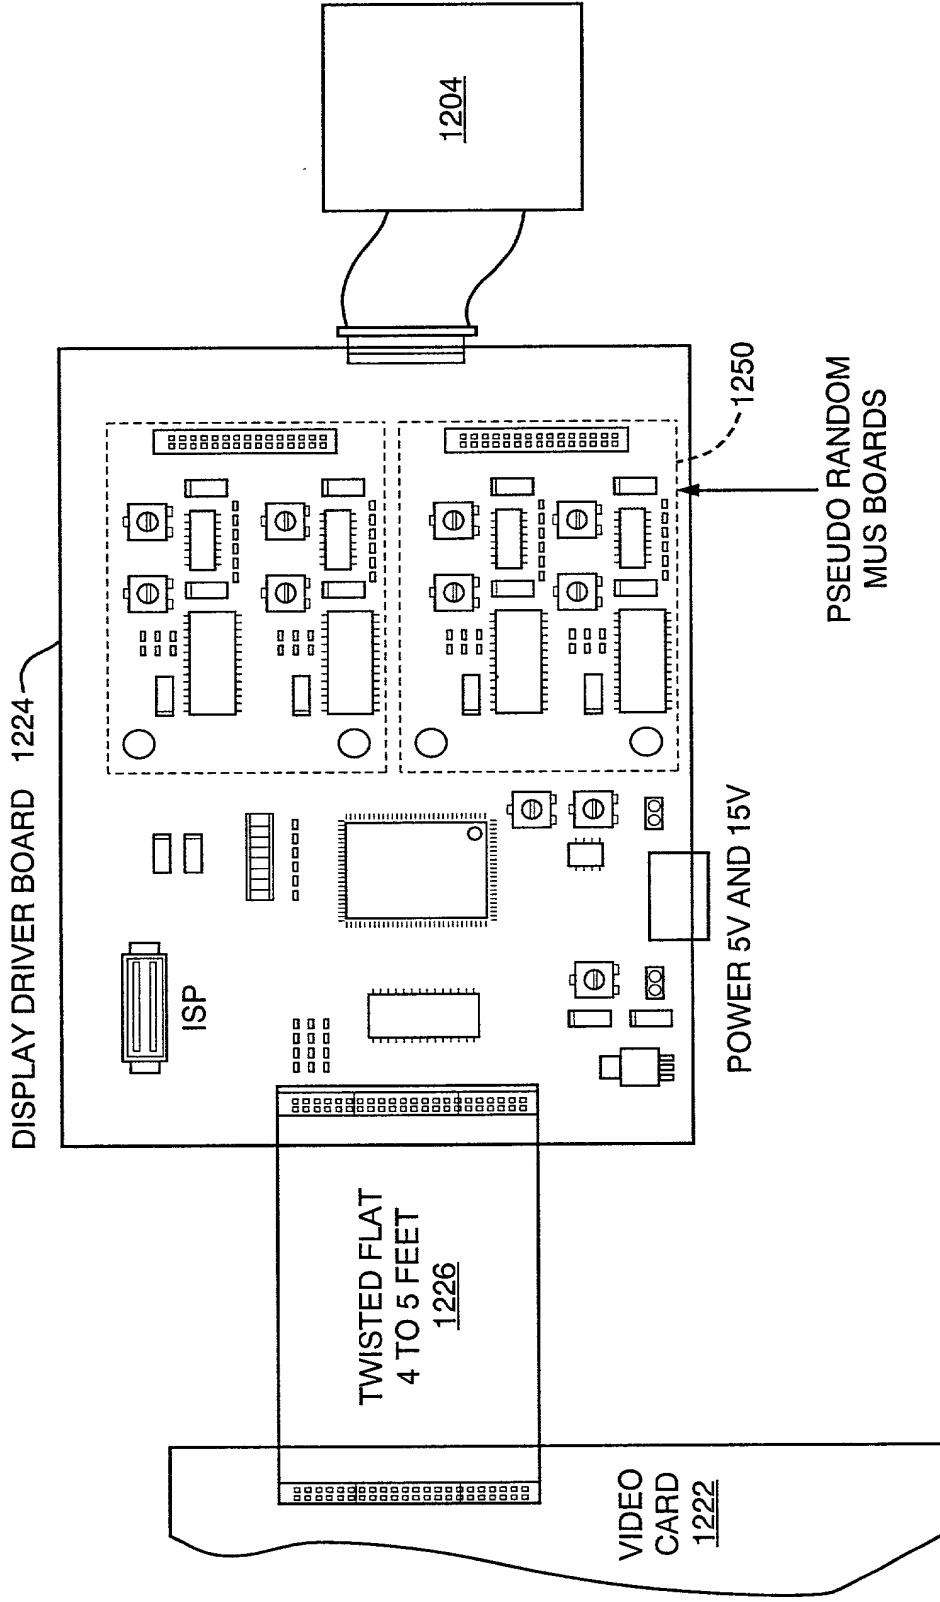 DISPLAY DRIVER BOARD 1224
1204
1250
PSEUDO RANDOM
MUS BOARDS
ISP
POWER 5V AND 15V
TWISTED FLAT
4 TO 5 FEET
1226
VIDEO
CARD
1222